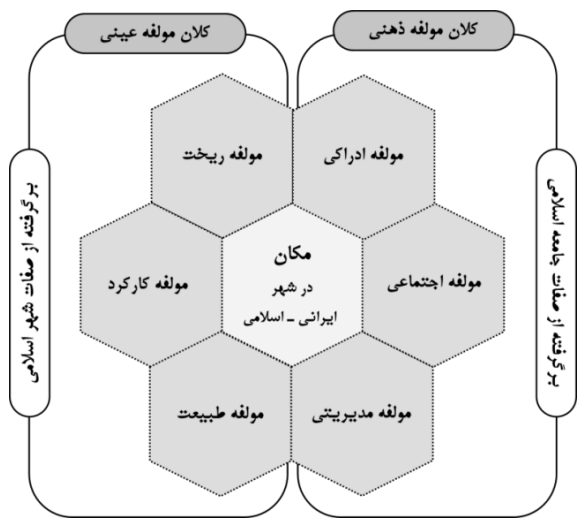 کلان مولفه ذهنی
کلان مولفه عینی
مولفه ادراکی
مولفه ریخت
برگرفته از صفات جامعه اسلامی
مولفه اجتماعی
مکان
در شهر
ایرانی ـ اسلامی
مولفه کارکرد
برگرفته از صفات شهر اسلامی
مولفه مدیریتی
مولفه طبیعت